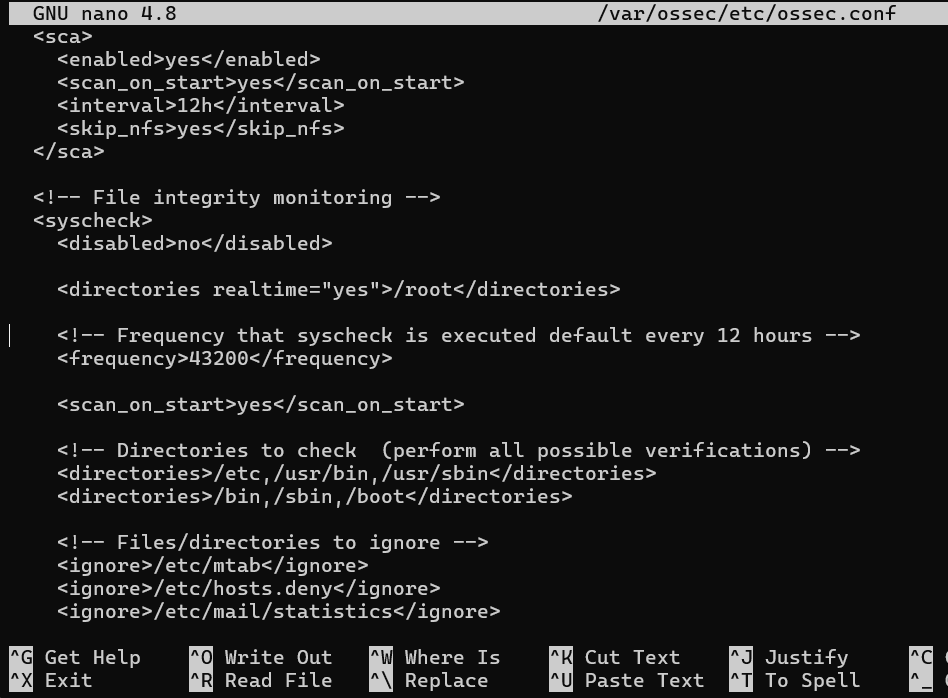 GNU nano 4.8 /var/ossec/etc/ossec.conf
<sca>
<enabled>yes</enabled>
<scan_on_start>yes</scan_on_start>
<interval>12h</interval>
<skip_nfs>yes</skip_nfs>
</sca>
<!-- File integrity monitoring -->
<syscheck>
<disabled>no</disabled>
<directories realtime="yes">/root</directories>
<!-- Frequency that syscheck is executed default every 12 hours -->
<frequency>43200</frequency>
<scan_on_start>yes</scan_on_start>
<!-- Directories to check  (perform all possible verifications) -->
<directories>/etc,/usr/bin,/usr/sbin</directories>
<directories>/bin,/sbin,/boot</directories>
<!-- Files/directories to ignore -->
<ignore>/etc/mtab</ignore>
<ignore>/etc/hosts.deny</ignore>
<ignore>/etc/mail/statistics</ignore>
^G Get Help ^O Write Out ^W Where Is ^K Cut Text ^J Justify ^C
^X Exit ^R Read File ^\ Replace ^U Paste Text ^T To Spell ^_